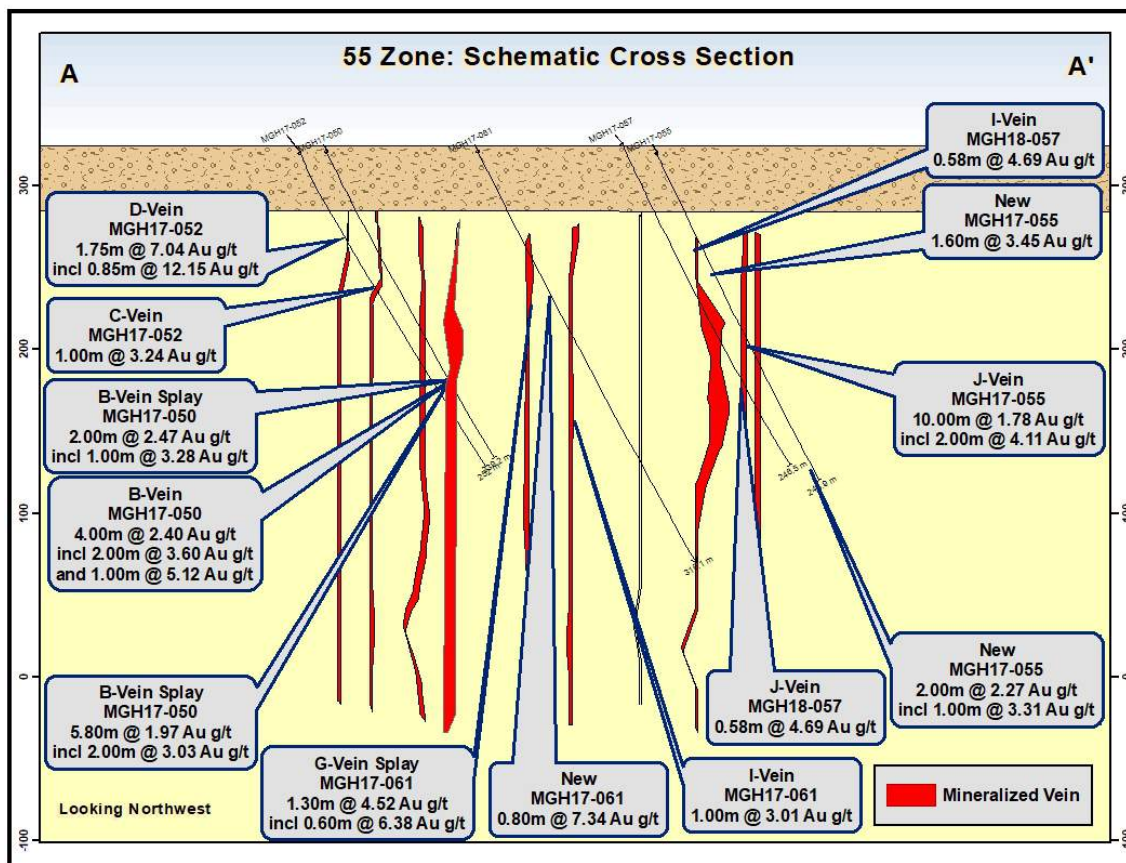 55 Zone: Schematic Cross Section
A
A'
MGH17-052
MGH17-050
MGH17-061
MGH17-057
MGH17-055
I-Vein
MGH18-057
0.58m @ 4.69 Au g/t
New
MGH17-055
1.60m @ 3.45 Au g/t
D-Vein
MGH17-052
1.75m @ 7.04 Au g/t
incl 0.85m @ 12.15 Au g/t
C-Vein
MGH17-052
1.00m @ 3.24 Au g/t
B-Vein Splay
MGH17-050
2.00m @ 2.47 Au g/t
incl 1.00m @ 3.28 Au g/t
J-Vein
MGH17-055
10.00m @ 1.78 Au g/t
incl 2.00m @ 4.11 Au g/t
B-Vein
MGH17-050
4.00m @ 2.40 Au g/t
incl 2.00m @ 3.60 Au g/t
and 1.00m @ 5.12 Au g/t
B-Vein Splay
MGH17-050
5.80m @ 1.97 Au g/t
incl 2.00m @ 3.03 Au g/t
New
MGH17-055
2.00m @ 2.27 Au g/t
incl 1.00m @ 3.31 Au g/t
J-Vein
MGH18-057
0.58m @ 4.69 Au g/t
G-Vein Splay
MGH17-061
1.30m @ 4.52 Au g/t
incl 0.60m @ 6.38 Au g/t
New
MGH17-061
0.80m @ 7.34 Au g/t
I-Vein
MGH17-061
1.00m @ 3.01 Au g/t
Mineralized Vein
Looking Northwest
300
200
100
0
-100